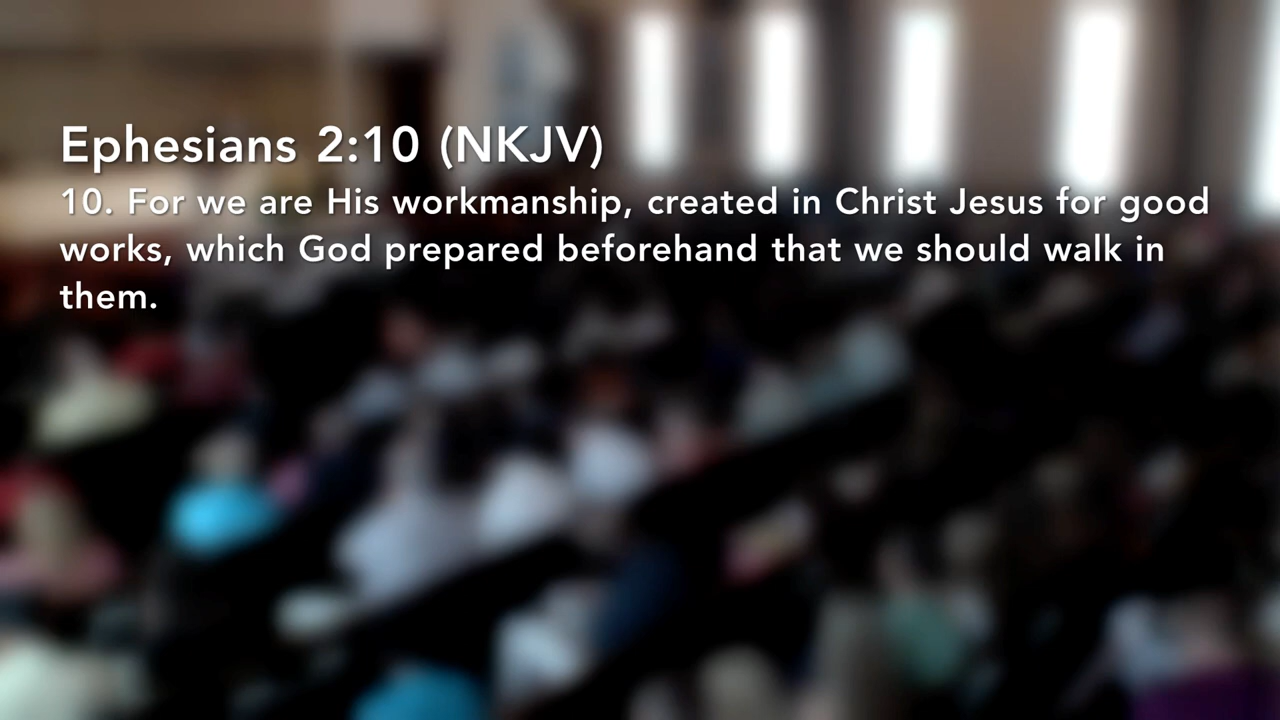 Ephesians 2:10 (NKJV)
10. For we are His workmanship, created in Christ Jesus for good
works, which God prepared beforehand that we should walk in
them.